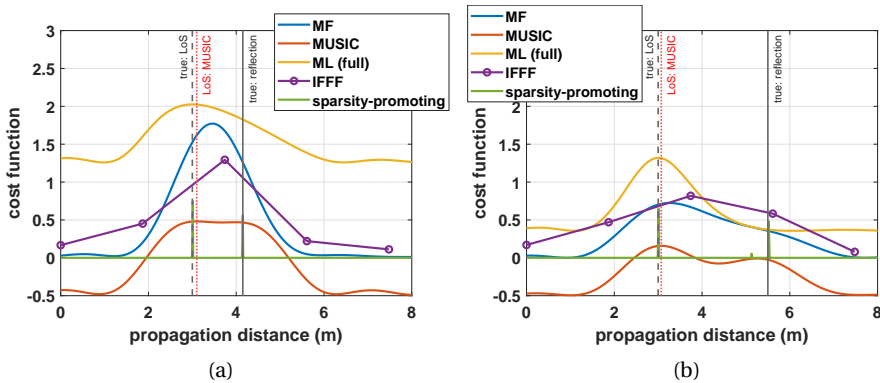 MF
MUSIC
ML (full)
IFFF
sparsity-promoting
true: LoS
LoS: MUSIC
true: reflection
3
2.5
2
1.5
1
0.5
0
-0.5
cost function
0
2
4
6
8
propagation distance (m)
(a)
MF
MUSIC
ML (full)
IFFF
sparsity-promoting
true: LoS
LoS: MUSIC
true: reflection
3
2
1
0.5
0
-0.5
cost function
0
2
4
6
8
propagation distance (m)
(b)